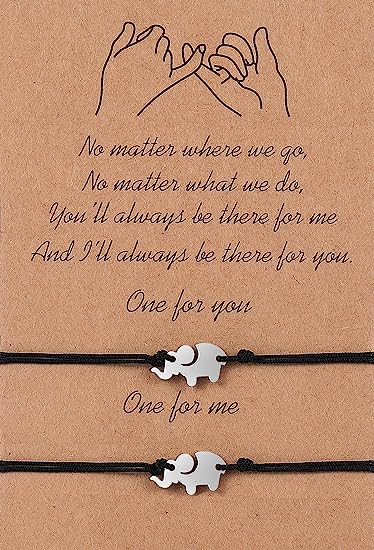 No matter where we go,
No matter what we do,
You'll always be there for me
And I'll always be there for you.
One for you
One for me